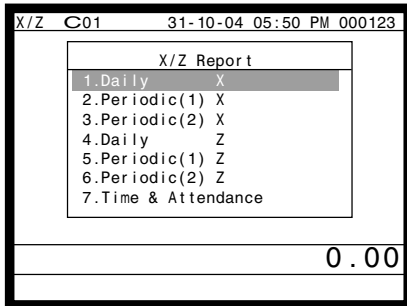 X/Z C01 31-10-04 05:50 PM 000123
X/Z Report
1.Daily X
2.Periodic(1) X
3.Periodic(2) X
4.Daily Z
5.Periodic(1) Z
6.Periodic(2) Z
7.Time & Attendance
0.00